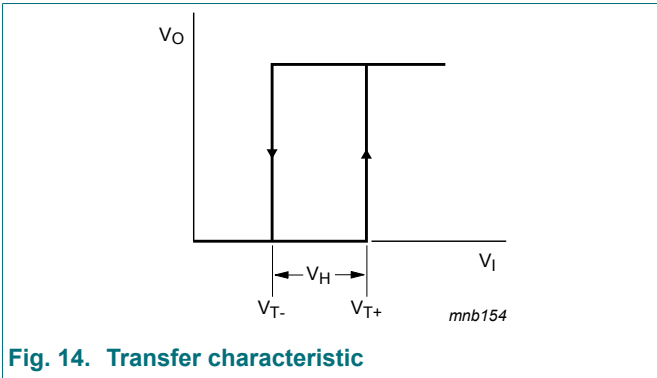 VO
VH
VI
VT-
VT+
mnb154
Fig. 14. Transfer characteristic